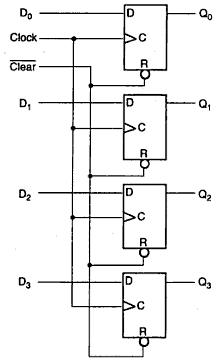 D₀ D Q₀
Clock C
Clear R
D₁ D Q₁
C
R
D₂ D Q₂
C
R
D₃ D Q₃
C
R